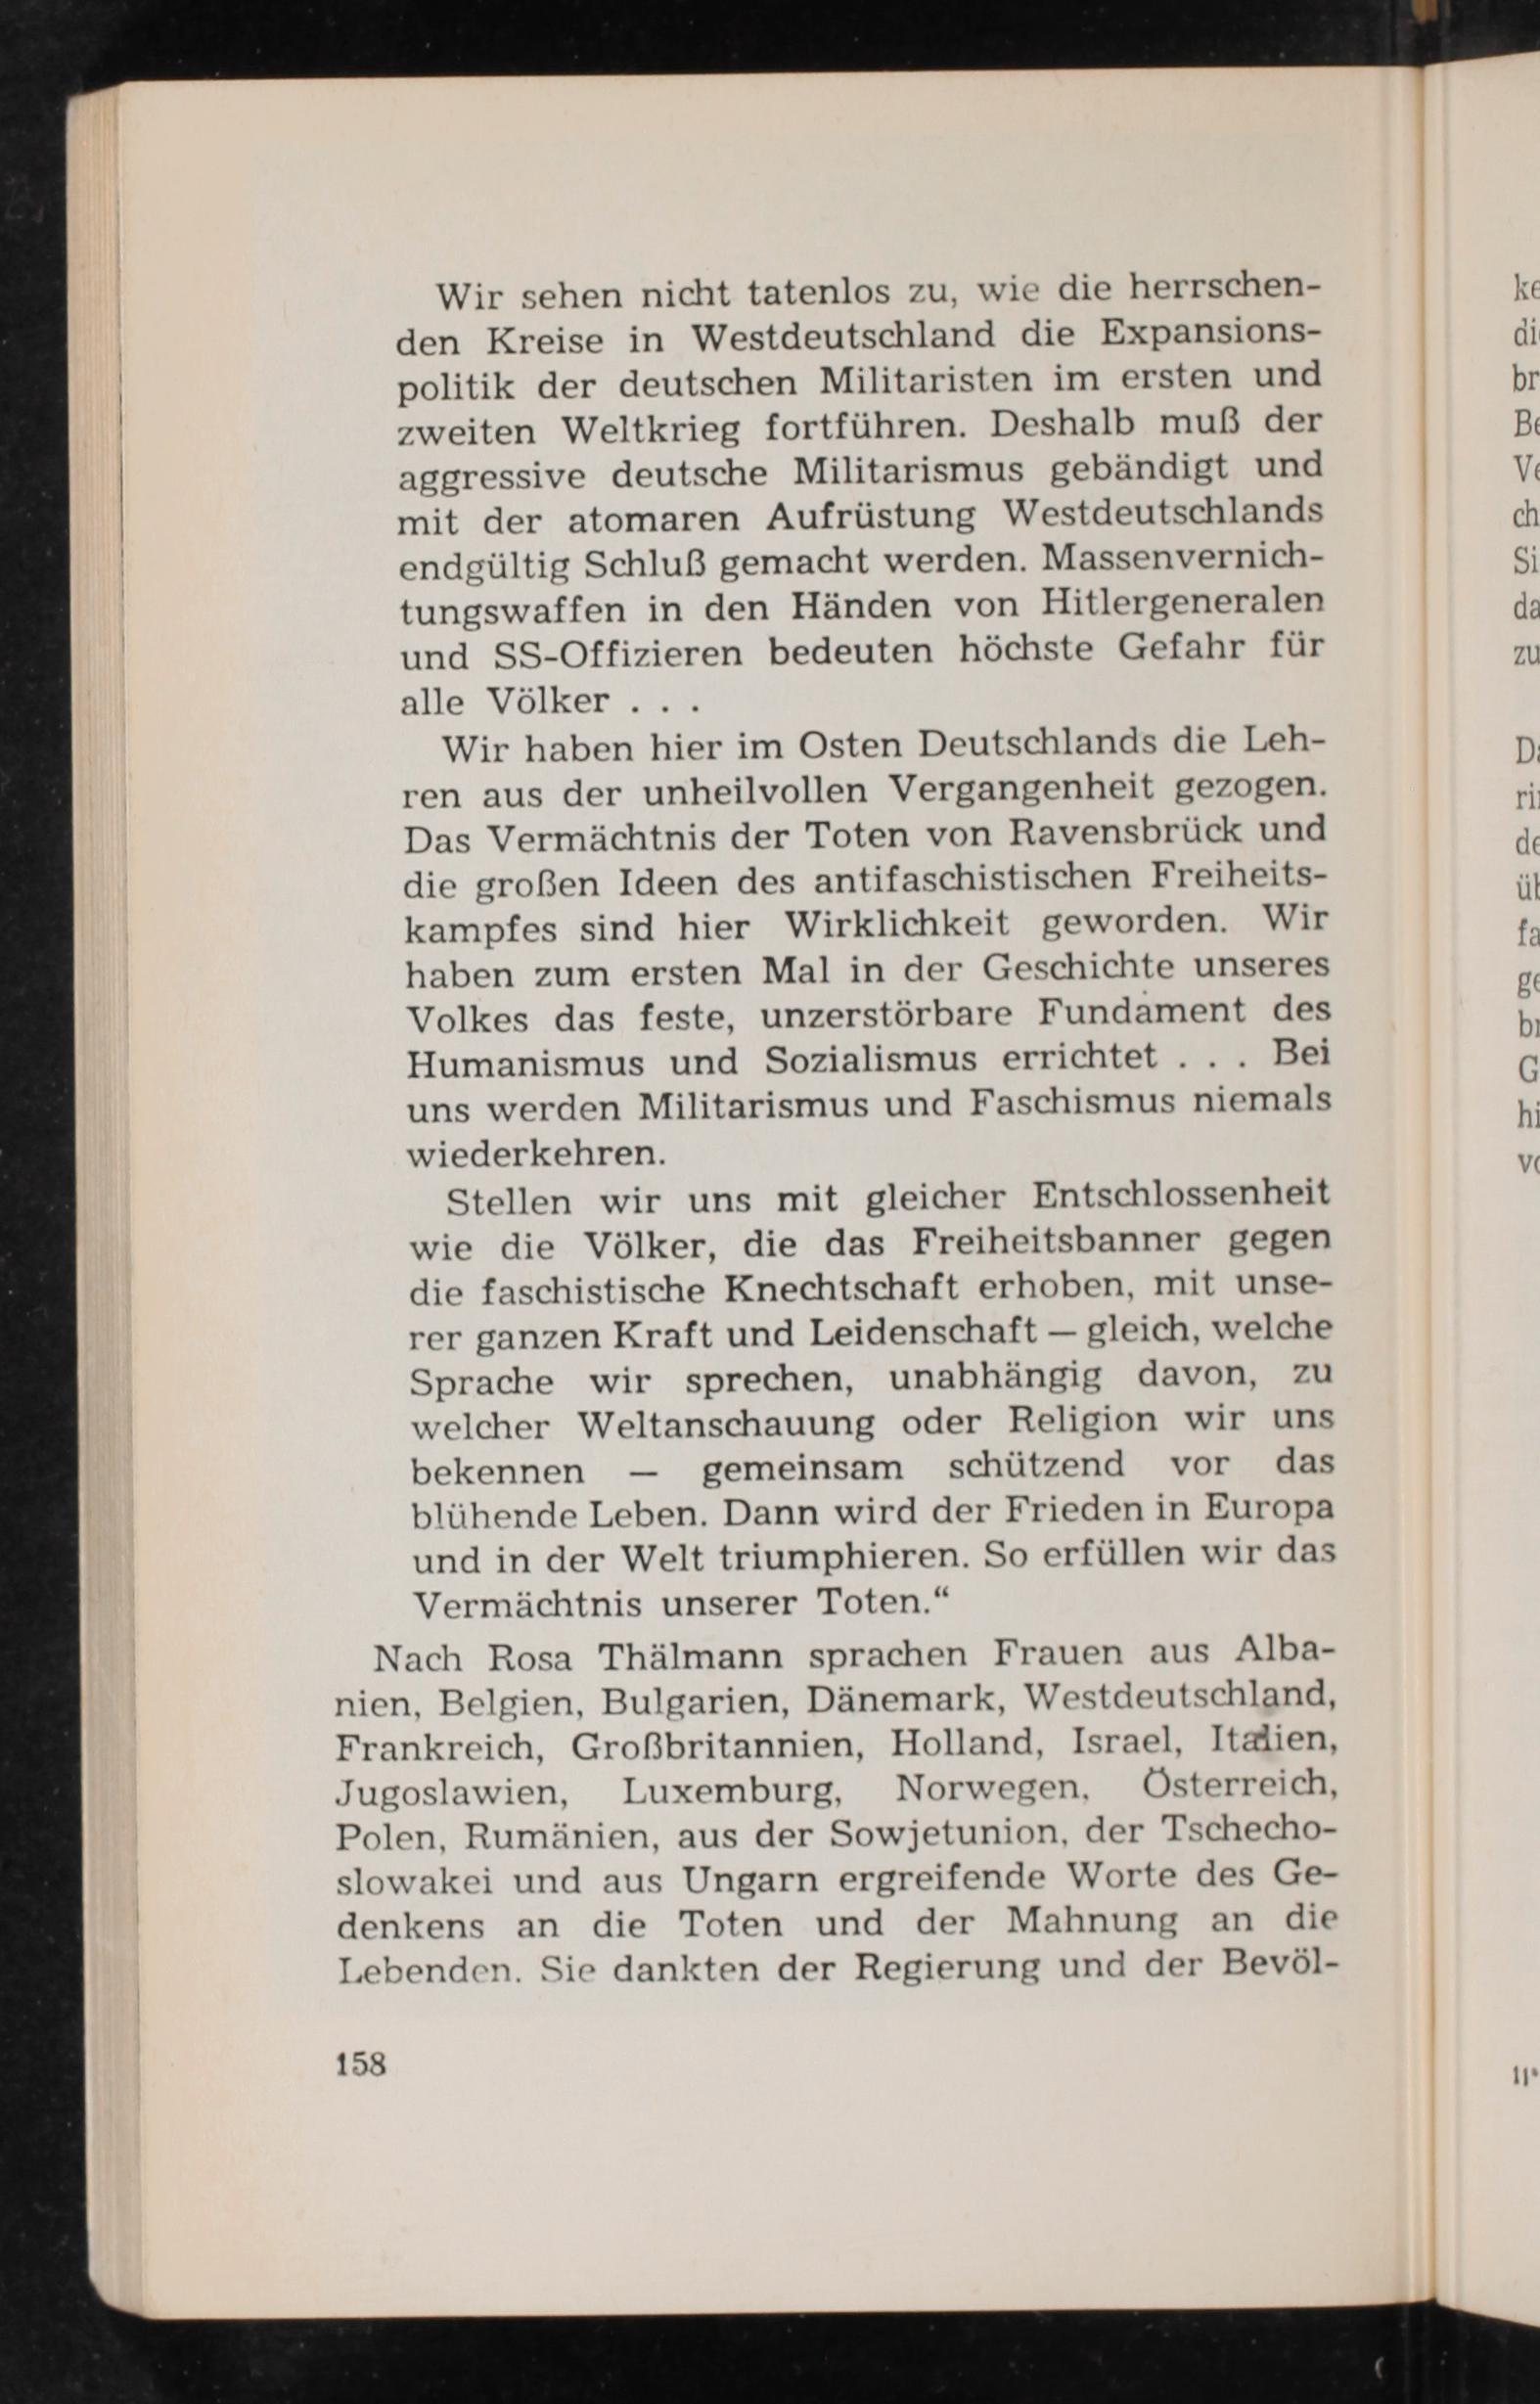 Wir sehen nicht tatenlos zu, wie die herrschen-
den Kreise in Westdeutschland die Expansions-
politik der deutschen Militaristen im ersten und
zweiten Weltkrieg fortführen. Deshalb muß der
aggressive deutsche Militarismus gebändigt und
mit der atomaren Aufrüstung Westdeutschlands
endgültig Schluß gemacht werden. Massenvernich-
tungswaffen in den Händen von Hitlergeneralen
und SS-Offizieren bedeuten höchste Gefahr für
alle Völker . . .
Wir haben hier im Osten Deutschlands die Leh-
ren aus der unheilvollen Vergangenheit gezogen.
Das Vermächtnis der Toten von Ravensbrück und
die großen Ideen des antifaschistischen Freiheits-
kampfes sind hier Wirklichkeit geworden. Wir
haben zum ersten Mal in der Geschichte unseres
Volkes das feste, unzerstörbare Fundament des
Humanismus und Sozialismus errichtet . . . Bei
uns werden Militarismus und Faschismus niemals
wiederkehren.
Stellen wir uns mit gleicher Entschlossenheit
wie die Völker, die das Freiheitsbanner gegen
die faschistische Knechtschaft erhoben, mit unse-
rer ganzen Kraft und Leidenschaft — gleich, welche
Sprache wir sprechen, unabhängig davon, zu
welcher Weltanschauung oder Religion wir uns
bekennen — gemeinsam schützend vor das
blühende Leben. Dann wird der Frieden in Europa
und in der Welt triumphieren. So erfüllen wir das
Vermächtnis unserer Toten.“
Nach Rosa Thälmann sprachen Frauen aus Alba-
nien, Belgien, Bulgarien, Dänemark, Westdeutschland,
Frankreich, Großbritannien, Holland, Israel, Italien,
Jugoslawien, Luxemburg, Norwegen, Österreich,
Polen, Rumänien, aus der Sowjetunion, der Tschecho-
slowakei und aus Ungarn ergreifende Worte des Ge-
denkens an die Toten und der Mahnung an die
Lebenden. Sie dankten der Regierung und der Bevöl-
158